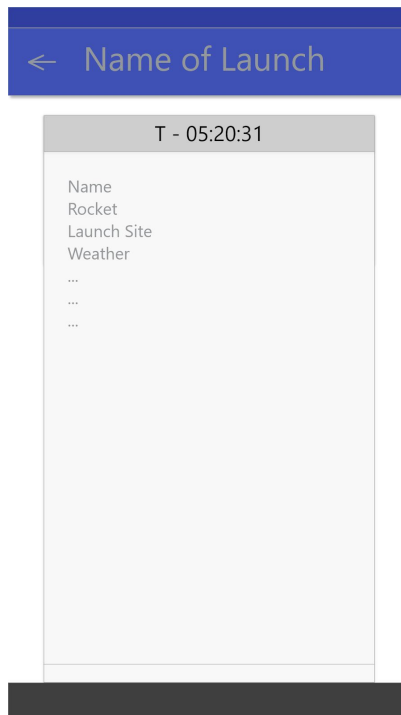 Name of Launch
T - 05:20:31
Name
Rocket
Launch Site
Weather
...
...
...